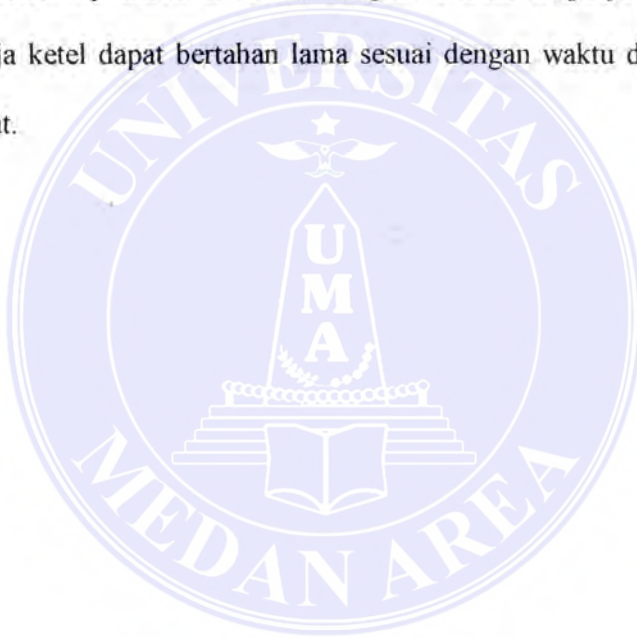 ja ketel dapat bertahan lama sesuai dengan waktu d
t.
UNIVERSITAS
UMA
MEDAN AREA